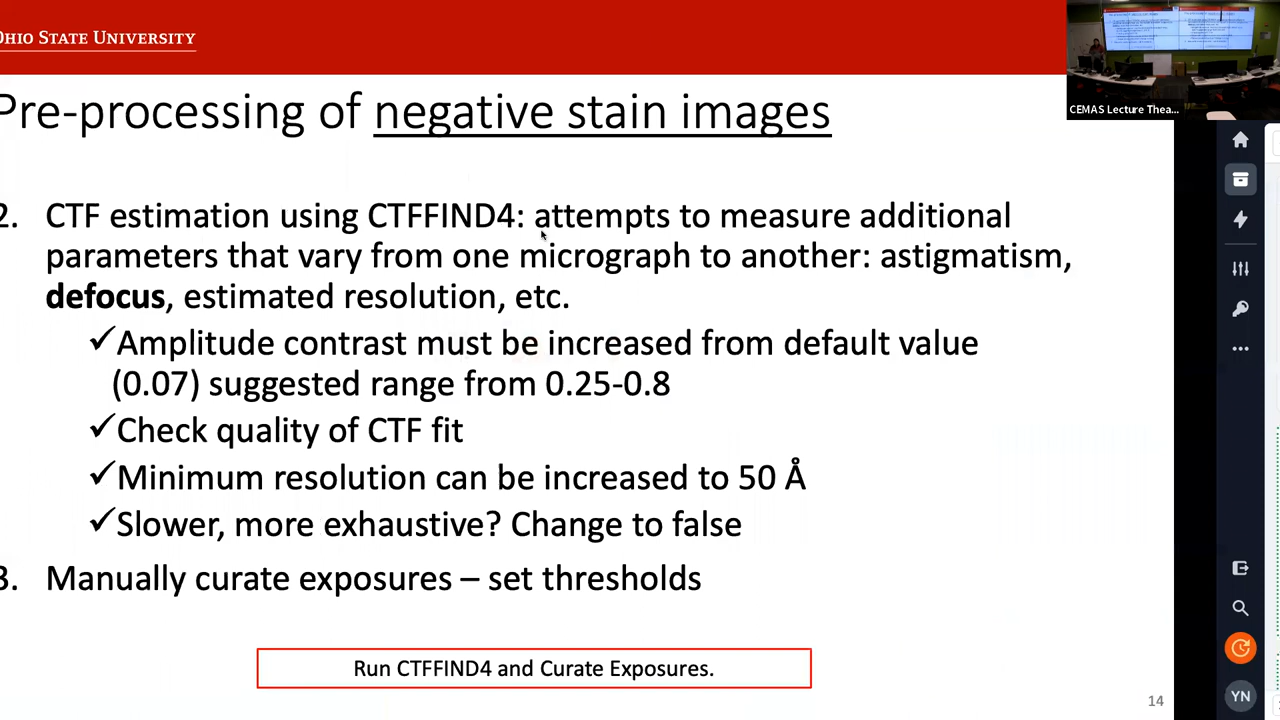 OHIO STATE UNIVERSITY
CEMAS Lecture Thea...
Pre-processing of negative stain images
2. CTF estimation using CTFFIND4: attempts to measure additional
parameters that vary from one micrograph to another: astigmatism,
defocus, estimated resolution, etc.
✓Amplitude contrast must be increased from default value
(0.07) suggested range from 0.25-0.8
✓Check quality of CTF fit
✓Minimum resolution can be increased to 50 Å
✓Slower, more exhaustive? Change to false
3. Manually curate exposures – set thresholds
Run CTFFIND4 and Curate Exposures.
14
YN